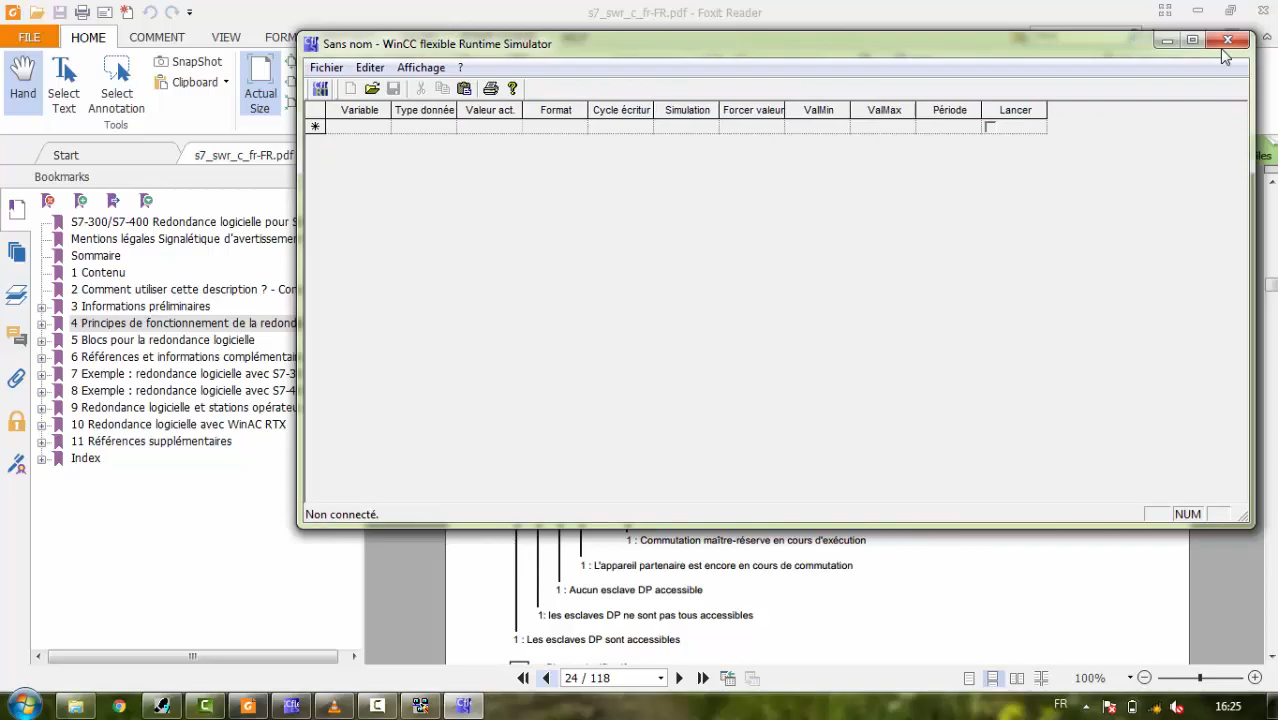 s7_swr_c_fr-FR.pdf - Foxit Reader
FILE HOME COMMENT VIEW FORM
Sans nom - WinCC flexible Runtime Simulator
Fichier Editer Affichage ?
Hand
Select Text
Select Annotation
SnapShot
Clipboard
Actual Size
Tools
Variable Type donnée Valeur act. Format Cycle écritur Simulation Forcer valeur ValMin ValMax Période Lancer
Start s7_swr_c_fr-FR.pdf
Bookmarks
S7-300/S7-400 Redondance logicielle pour S
Mentions légales Signalétique d'avertissemen
Sommaire
1 Contenu
2 Comment utiliser cette description ? - Con
3 Informations préliminaires
4 Principes de fonctionnement de la redond
5 Blocs pour la redondance logicielle
6 Références et informations complémentai
7 Exemple : redondance logicielle avec S7-3
8 Exemple : redondance logicielle avec S7-4
9 Redondance logicielle et stations opérateu
10 Redondance logicielle avec WinAC RTX
11 Références supplémentaires
Index
Non connecté. NUM
1 : Commutation maître-réserve en cours d'exécution
1 : L'appareil partenaire est encore en cours de commutation
1 : Aucun esclave DP accessible
1: les esclaves DP ne sont pas tous accessibles
1 : Les esclaves DP sont accessibles
24 / 118 100%
FR 16:25